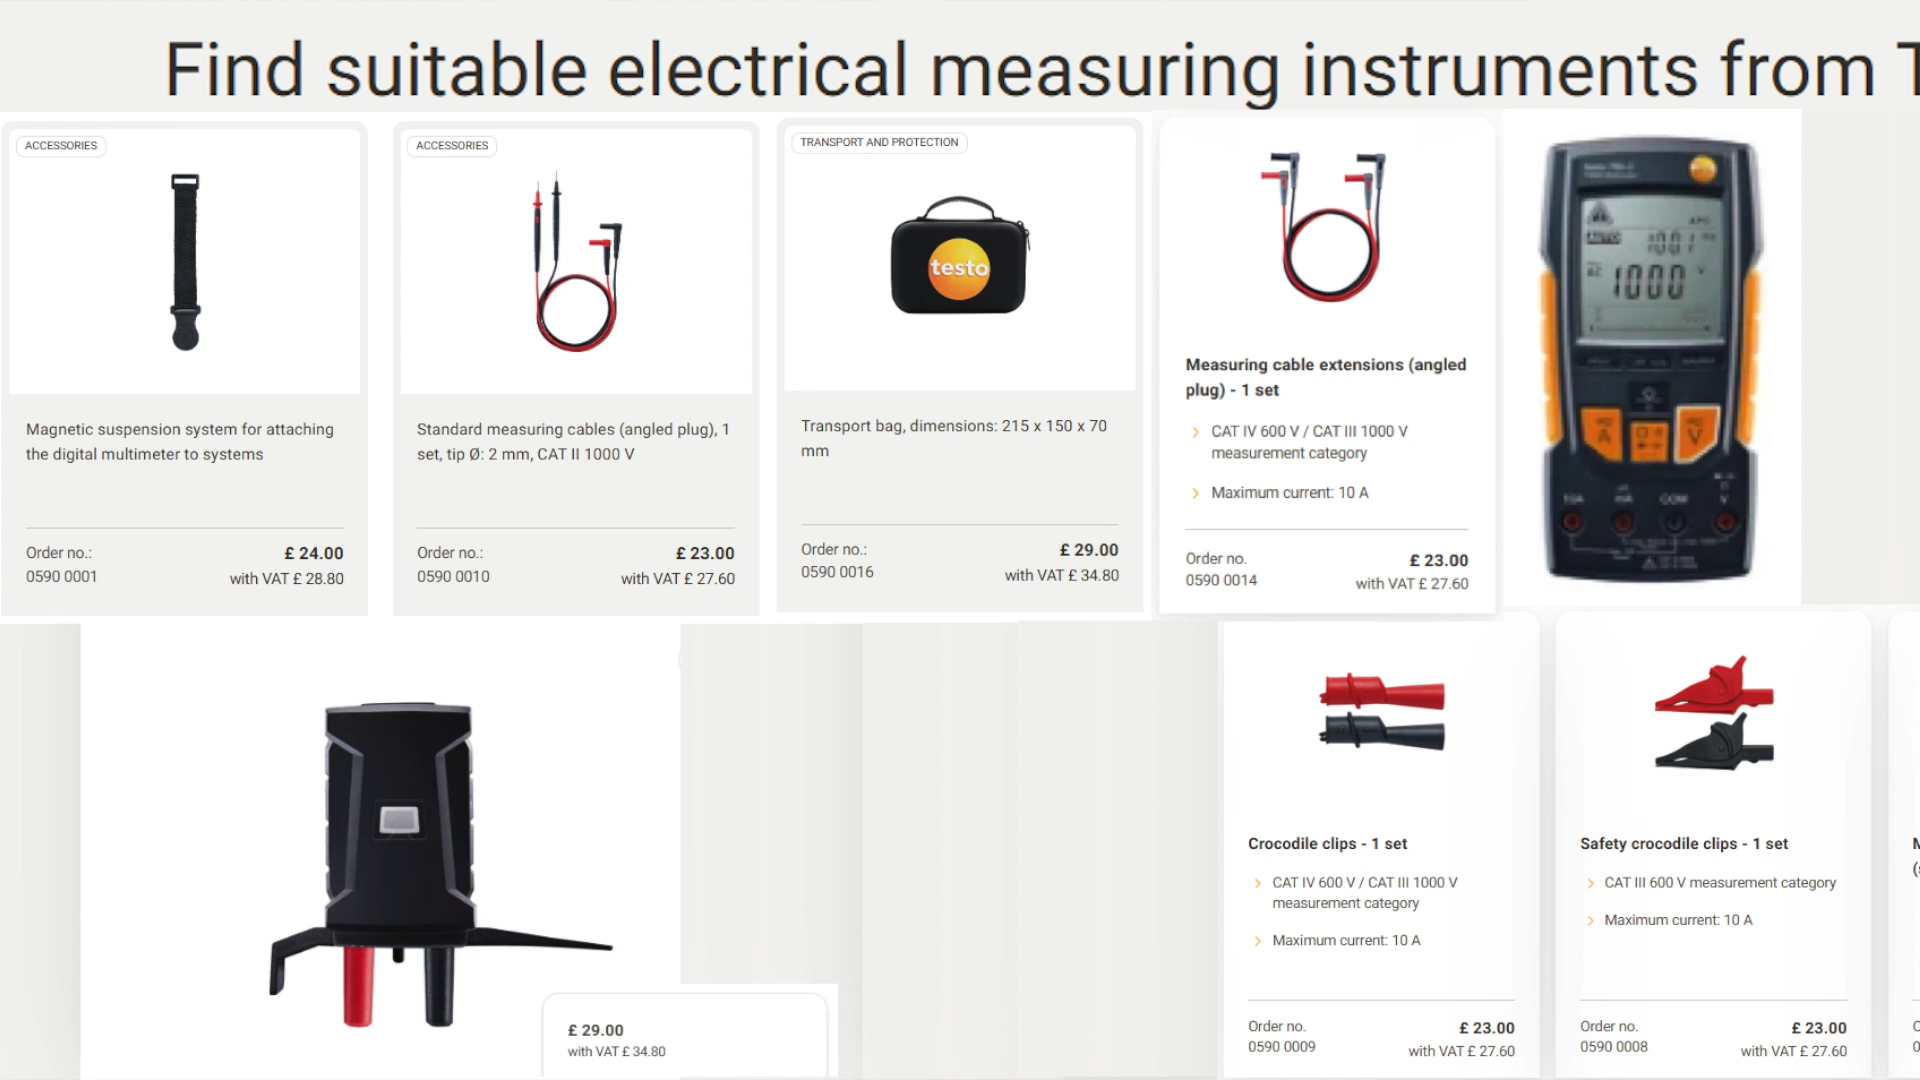 Find suitable electrical measuring instruments from T
ACCESSORIES
Magnetic suspension system for attaching
the digital multimeter to systems
Order no.:
£ 24.00
0590 0001
with VAT £ 28.80
ACCESSORIES
Standard measuring cables (angled plug), 1
set, tip Ø: 2 mm, CAT II 1000 V
Order no.:
£ 23.00
0590 0010
with VAT £ 27.60
TRANSPORT AND PROTECTION
testo
Transport bag, dimensions: 215 x 150 x 70
mm
Order no.:
£ 29.00
0590 0016
with VAT £ 34.80
Measuring cable extensions (angled
plug) - 1 set
CAT IV 600 V / CAT III 1000 V
measurement category
Maximum current: 10 A
Order no.
£ 23.00
0590 0014
with VAT £ 27.60
APO
AUTO
AC
1000 V
A
V
10A
mA
COM
V
£ 29.00
with VAT £ 34.80
Crocodile clips - 1 set
CAT IV 600 V / CAT III 1000 V
measurement category
Maximum current: 10 A
Order no.
£ 23.00
0590 0009
with VAT £ 27.60
Safety crocodile clips - 1 set
CAT III 600 V measurement category
Maximum current: 10 A
Order no.
£ 23.00
0590 0008
with VAT £ 27.60